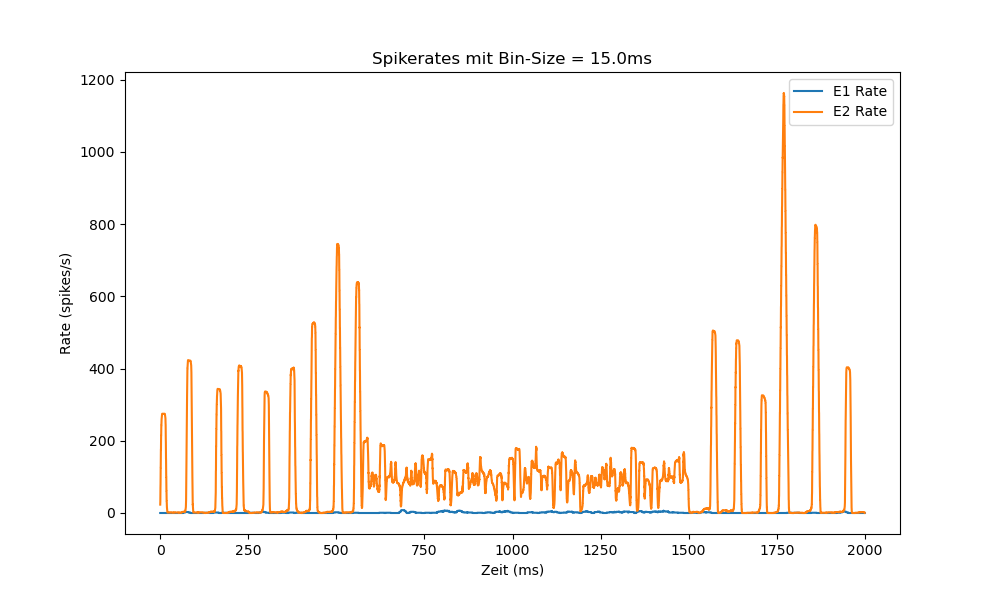 Spikerates mit Bin-Size = 15.0ms
E1 Rate
E2 Rate
Rate (spikes/s)
1200
1000
800
600
400
200
0
0 250 500 750 1000 1250 1500 1750 2000
Zeit (ms)